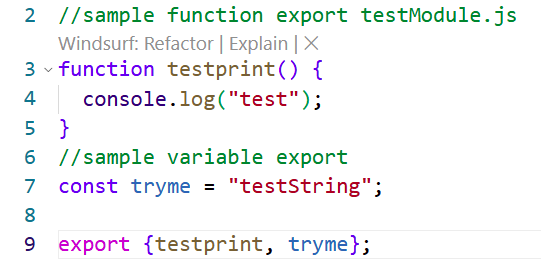 2 //sample function export testModule.js
Windsurf: Refactor | Explain | ×
3 function testprint() {
4 console.log("test");
5 }
6 //sample variable export
7 const tryme = "testString";
8
9 export {testprint, tryme};